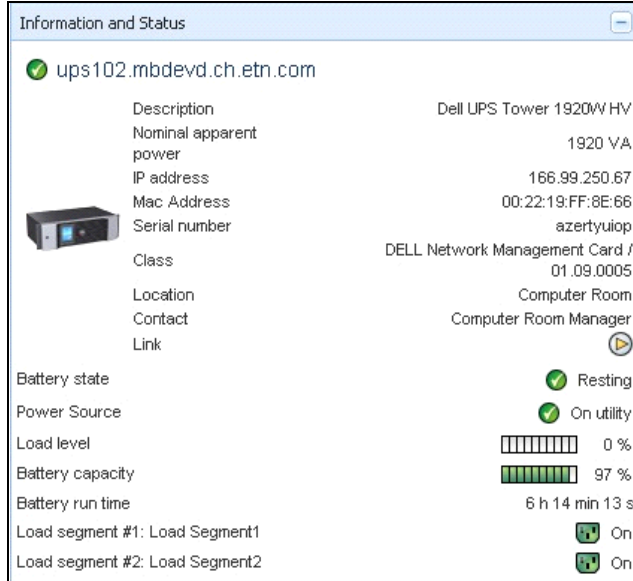 Information and Status
ups102.mbdevd.ch.etn.com
Description Dell UPS Tower 1920W HV
Nominal apparent power 1920 VA
IP address 166.99.250.67
Mac Address 00:22:19:FF:8E:66
Serial number azertyuiop
Class DELL Network Management Card / 01.09.0005
Location Computer Room
Contact Computer Room Manager
Link
Battery state Resting
Power Source On utility
Load level 0 %
Battery capacity 97 %
Battery run time 6 h 14 min 13 s
Load segment #1: Load Segment1 On
Load segment #2: Load Segment2 On